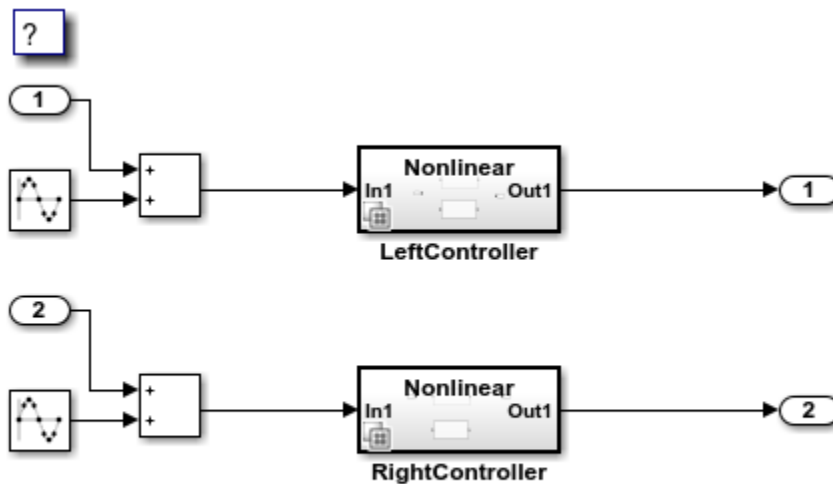 ?
1
+
+
Nonlinear
In1
Out1
1
LeftController
2
+
+
Nonlinear
In1
Out1
2
RightController